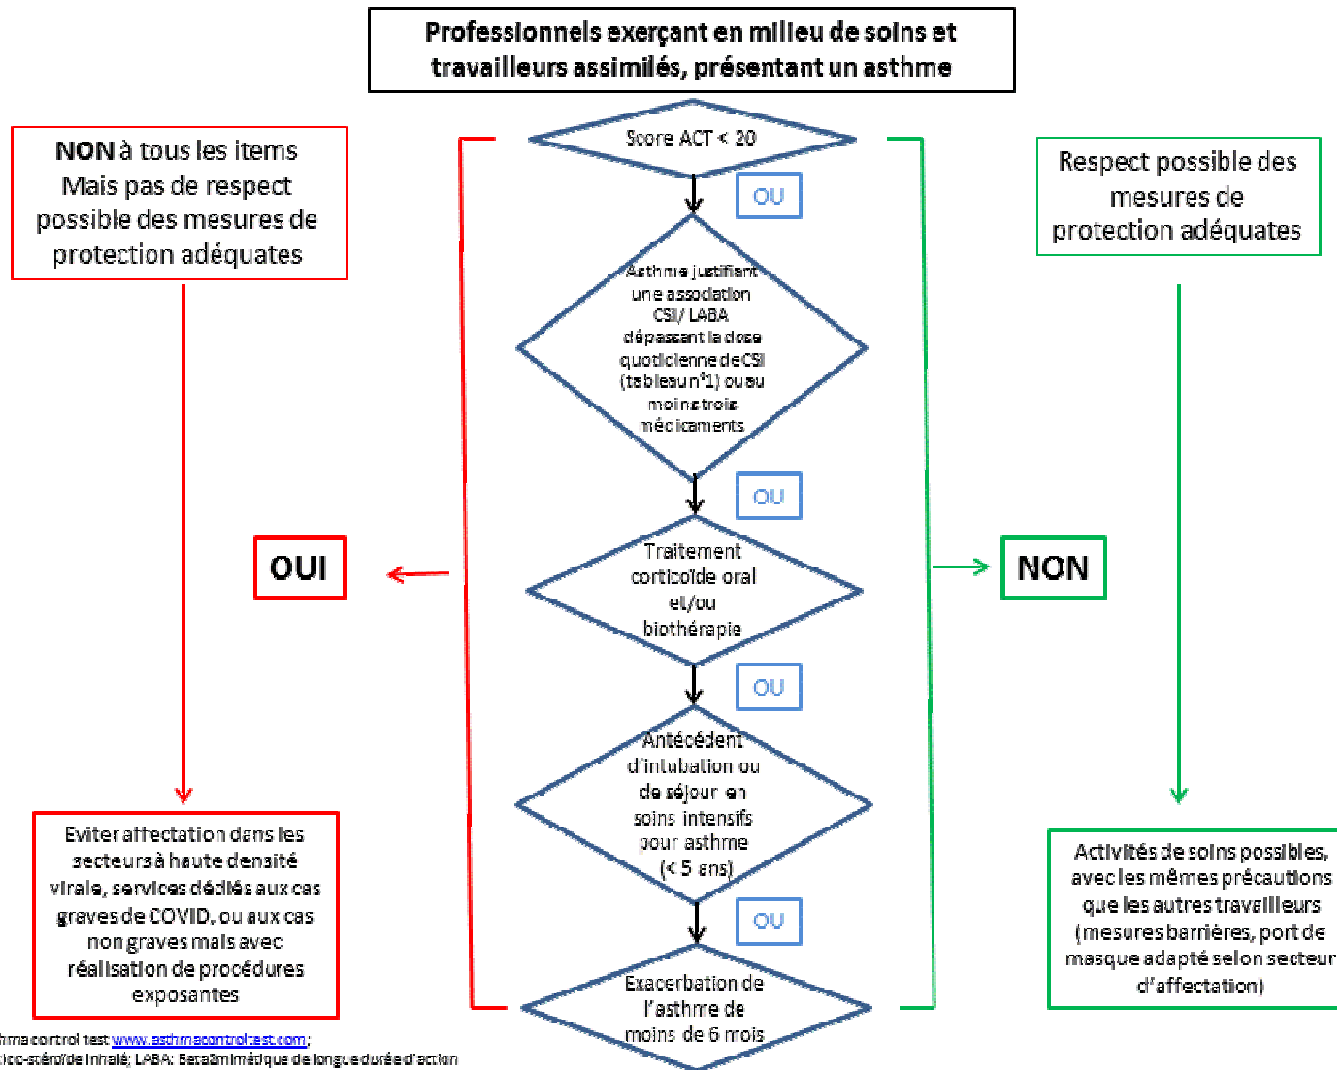 Professionnels exerçant en milieu de soins et
travailleurs assimilés, présentant un asthme
NON à tous les items
Mais pas de respect
possible des mesures de
protection adéquates
Score ACT < 20
OU
Respect possible des
mesures de
protection adéquates
Asthme justifiant
une association
CSI/ LABA
dépassant la dose
quotidienne de CSI
(tableau n°1) ou au
moins trois
médicaments
OU
OUI
Traitement
corticoïde oral
et/ou
biothérapie
NON
OU
Antécédent
d'intubation ou
de séjour en
soins intensifs
pour asthme
(< 5 ans)
OU
Eviter affectation dans les
secteurs à haute densité
virale, services dédiés aux cas
graves de COVID, ou aux cas
non graves mais avec
réalisation de procédures
exposantes
Exacerbation de
l'asthme de
moins de 6 mois
Activités de soins possibles,
avec les mêmes précautions
que les autres travailleurs
(mesures barrières, port de
masque adapté selon secteur
d'affectation)
thma control test www.asthmacontroltest.com;
tico-stéroïde inhalé; LABA: Beta2mimétique de longue durée d'action